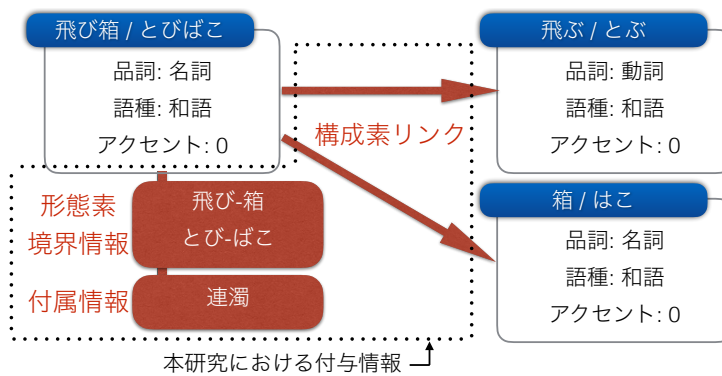 飛び箱 / とびばこ
品詞: 名詞
語種: 和語
アクセント: 0
飛ぶ / とぶ
品詞: 動詞
語種: 和語
アクセント: 0
構成素リンク
形態素
境界情報
飛び-箱
とび-ばこ
付属情報
連濁
箱 / はこ
品詞: 名詞
語種: 和語
アクセント: 0
本研究における付与情報